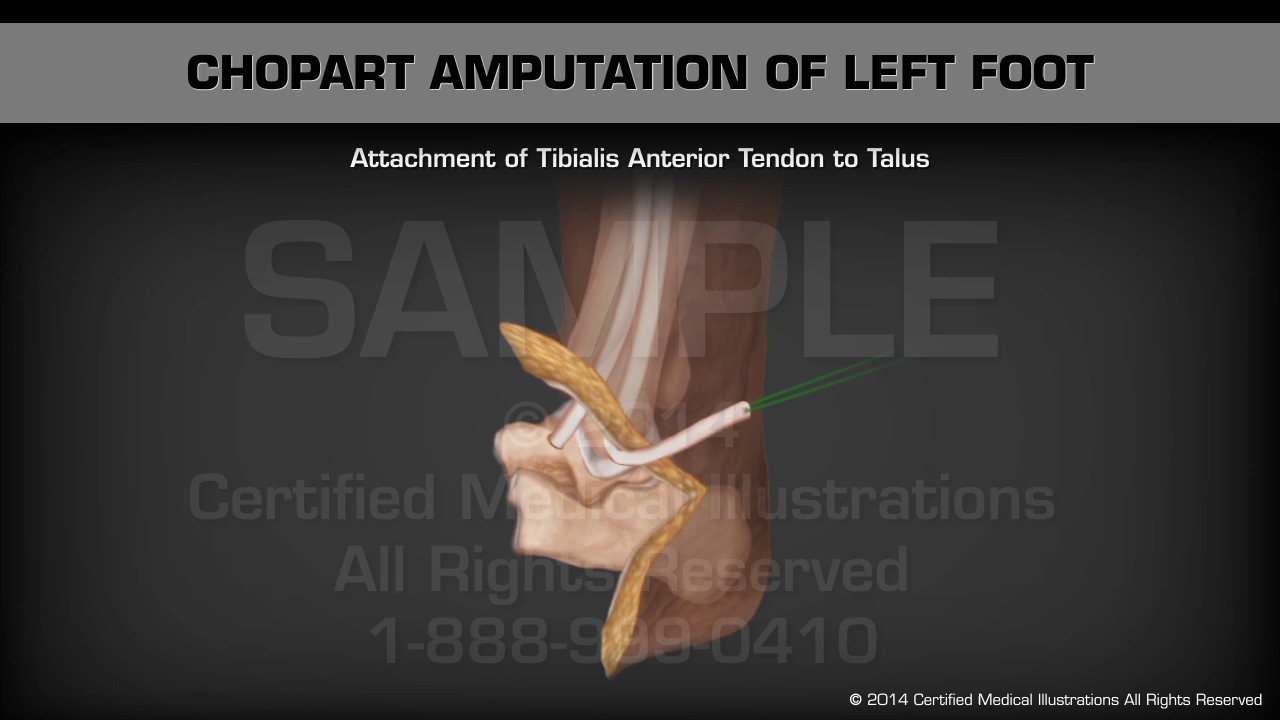 CHOPART AMPUTATION OF LEFT FOOT
Attachment of Tibialis Anterior Tendon to Talus
SAMPLE
© 2014
Certified Medical Illustrations
All Rights Reserved
1-888-999-0410
© 2014 Certified Medical Illustrations All Rights Reserved